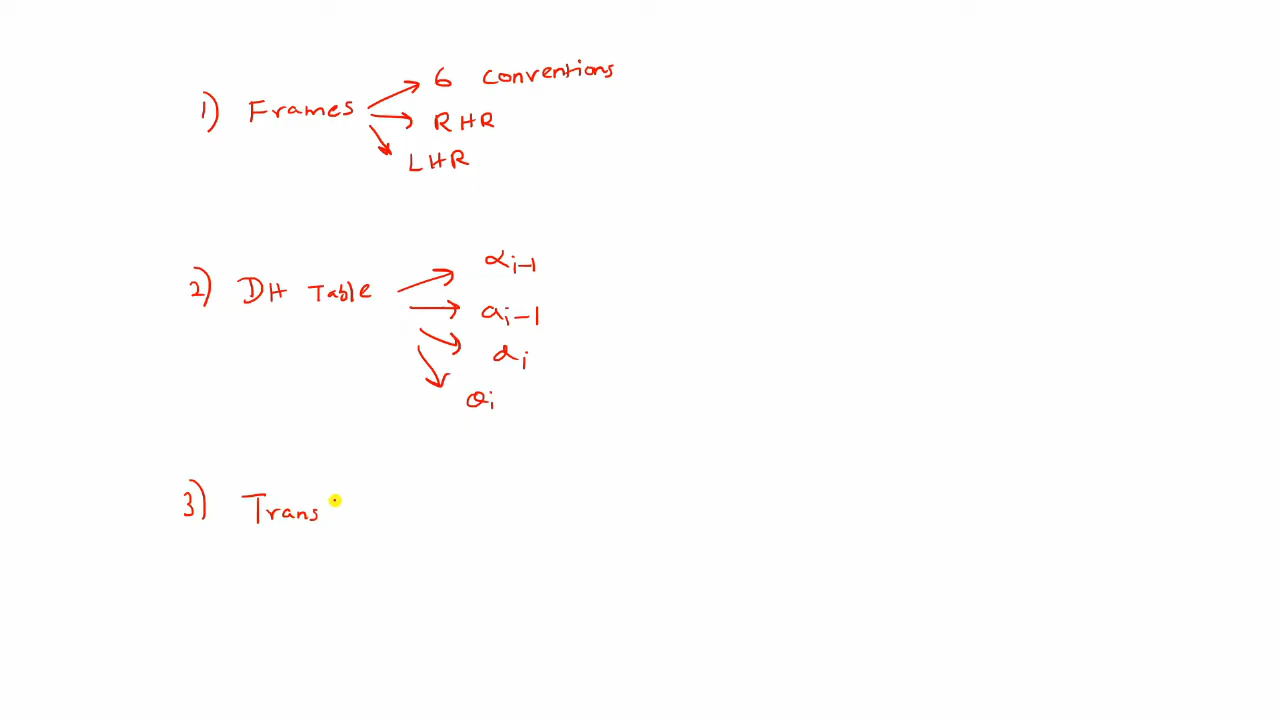 1) Frames
6 Conventions
RHR
LHR
2) DH Table
αi-1
ai-1
di
θi
3) Trans